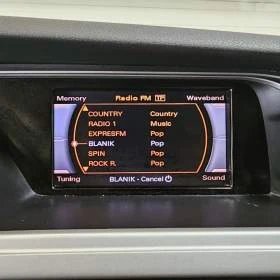 Memory Radio FM TP Waveband
COUNTRY Country
RADIO 1 Music
EXPRESFM Pop
BLANIK Pop
SPIN Pop
ROCK R. Pop
Tuning BLANIK - Cancel Sound